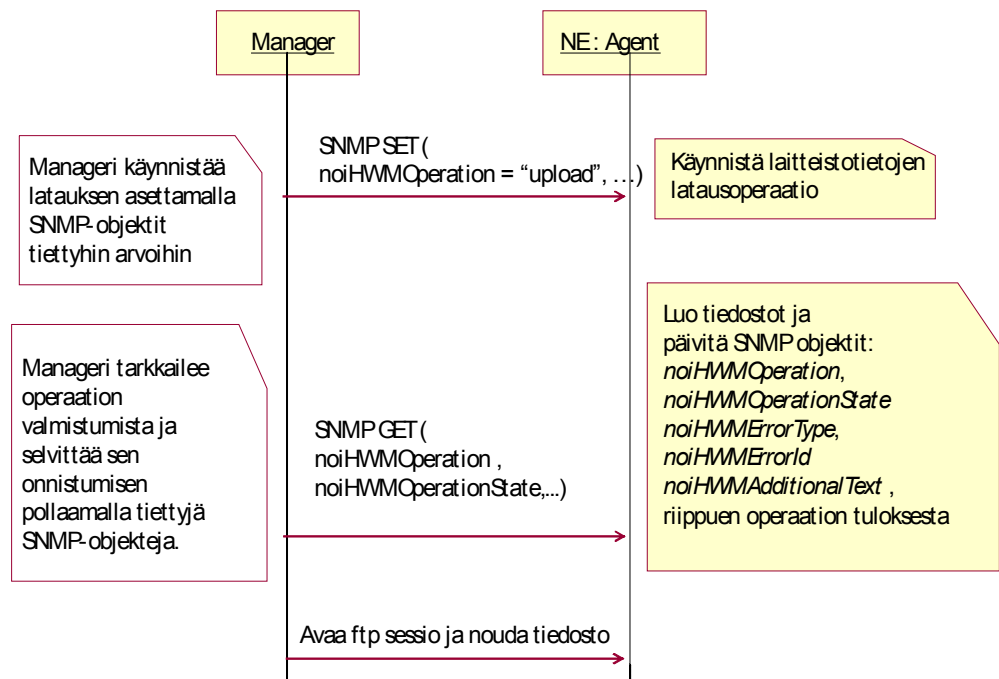 Manager
NE: Agent
Manageri käynnistää
latauksen asettamalla
SNMP-objektit
tiettyhin arvoihin
SNMP SET(
noiHWMOperation = “upload”, …)
Käynnistä laitteistotietojen
latausoperaatio
Manageri tarkkailee
operaation
valmistumista ja
selvittää sen
onnistumisen
pollaamalla tiettyjä
SNMP-objekteja.
SNMP GET(
noiHWMOperation ,
noiHWMOperationState,...)
Luo tiedostot ja
päivitä SNMP objektit:
noiHWMOperation,
noiHWMOperationState
noiHWMErrorType,
noiHWMErrorId
noiHWMAdditionalText ,
riippuen operaation tuloksesta
Avaa ftp sessio ja nouda tiedosto